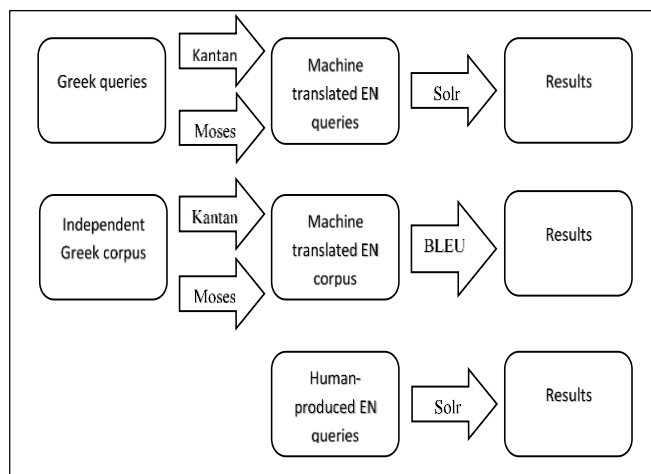 Greek queries
Kantan
Moses
Machine
translated EN
queries
Solr
Results
Independent
Greek corpus
Kantan
Moses
Machine
translated EN
corpus
BLEU
Results
Human-
produced EN
queries
Solr
Results